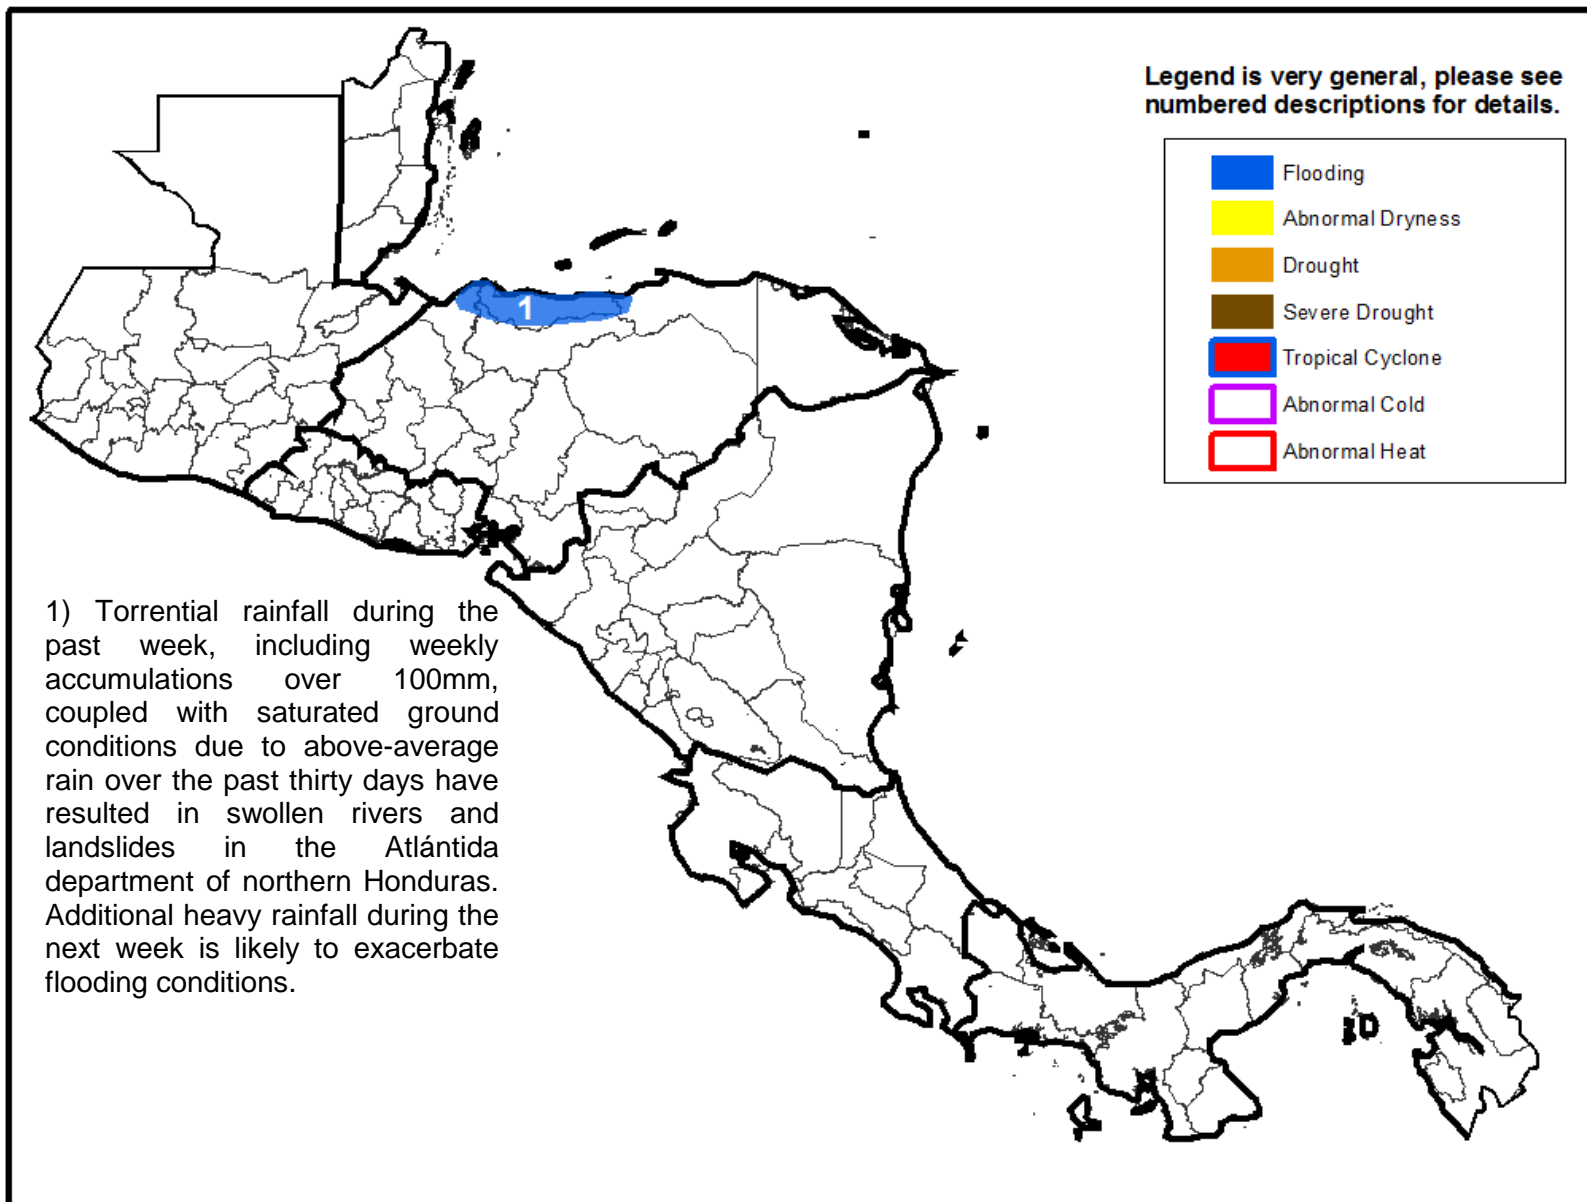 Legend is very general, please see
numbered descriptions for details.
Flooding
Abnormal Dryness
Drought
Severe Drought
Tropical Cyclone
Abnormal Cold
Abnormal Heat
1
1) Torrential rainfall during the
past week, including weekly
accumulations over 100mm,
coupled with saturated ground
conditions due to above-average
rain over the past thirty days have
resulted in swollen rivers and
landslides in the Atlántida
department of northern Honduras.
Additional heavy rainfall during the
next week is likely to exacerbate
flooding conditions.